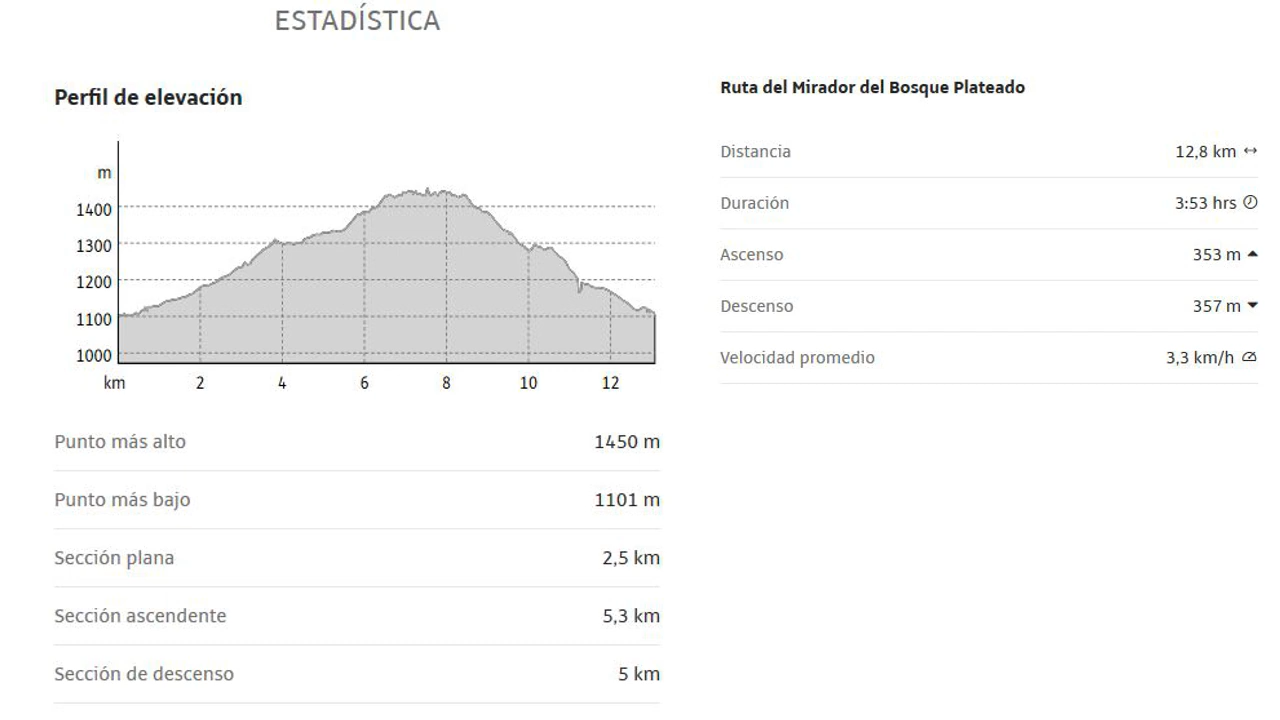 ESTADÍSTICA
Perfil de elevación
m
1400
1300
1200
1100
1000
km 2 4 6 8 10 12
Punto más alto 1450 m
Punto más bajo 1101 m
Sección plana 2,5 km
Sección ascendente 5,3 km
Sección de descenso 5 km
Ruta del Mirador del Bosque Plateado
Distancia 12,8 km
Duración 3:53 hrs
Ascenso 353 m
Descenso 357 m
Velocidad promedio 3,3 km/h